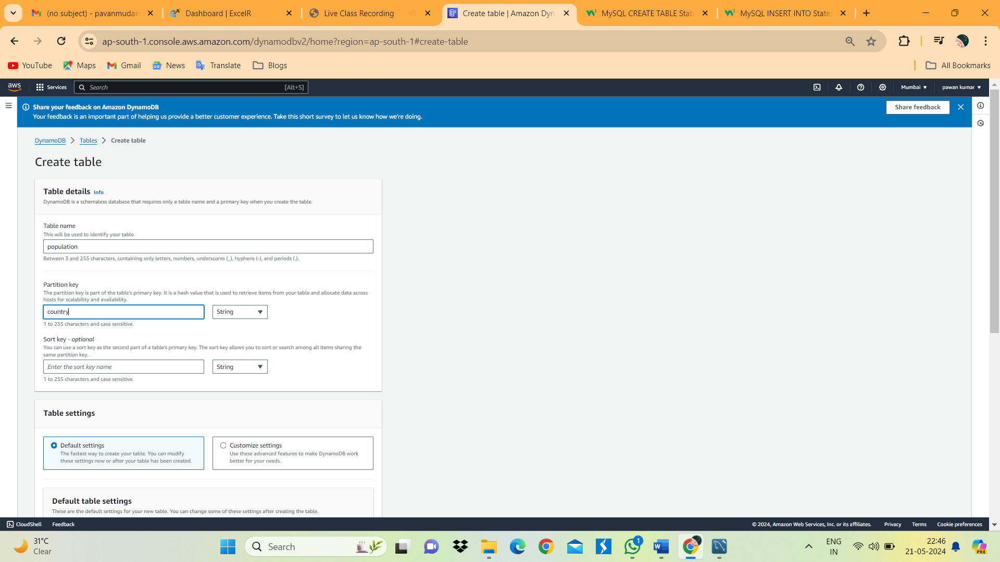 (no subject) - pavanmudan
Dashboard | ExcelR
Live Class Recording
Create table | Amazon Dyn
MySQL CREATE TABLE Stat
MySQL INSERT INTO State
ap-south-1.console.aws.amazon.com/dynamodbv2/home?region=ap-south-1#create-table
YouTube
Maps
Gmail
News
Translate
Blogs
All Bookmarks
aws
Services
Search
[Alt+S]
Mumbai
pawan kumar
Share your feedback on Amazon DynamoDB
Your feedback is an important part of helping us provide a better customer experience. Take this short survey to let us know how we're doing.
Share feedback
DynamoDB
Tables
Create table
Create table
Table details Info
DynamoDB is a schemaless database that requires only a table name and a primary key when you create the table.
Table name
This will be used to identify your table.
population
Between 3 and 255 characters, containing only letters, numbers, underscores (_), hyphens (-), and periods (.).
Partition key
The partition key is part of the table's primary key. It is a hash value that is used to retrieve items from your table and allocate data across
hosts for scalability and availability.
country
String
1 to 255 characters and case sensitive.
Sort key - optional
You can use a sort key as the second part of a table's primary key. The sort key allows you to sort or search among all items sharing the
same partition key.
Enter the sort key name
String
1 to 255 characters and case sensitive.
Table settings
Default settings
The fastest way to create your table. You can modify
these settings now or after your table has been created.
Customize settings
Use these advanced features to make DynamoDB work
better for your needs.
Default table settings
These are the default settings for your new table. You can change some of these settings after creating the table.
CloudShell
Feedback
© 2024, Amazon Web Services, Inc. or its affiliates.
Privacy
Terms
Cookie preferences
31°C
Clear
Search
1
W
PRE
ENG
IN
22:46
21-05-2024